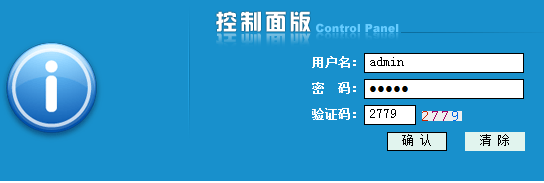 控制面版 Control Panel
用户名: admin
密 码: ●●●●●
验证码: 2779 2779
确 认 清 除